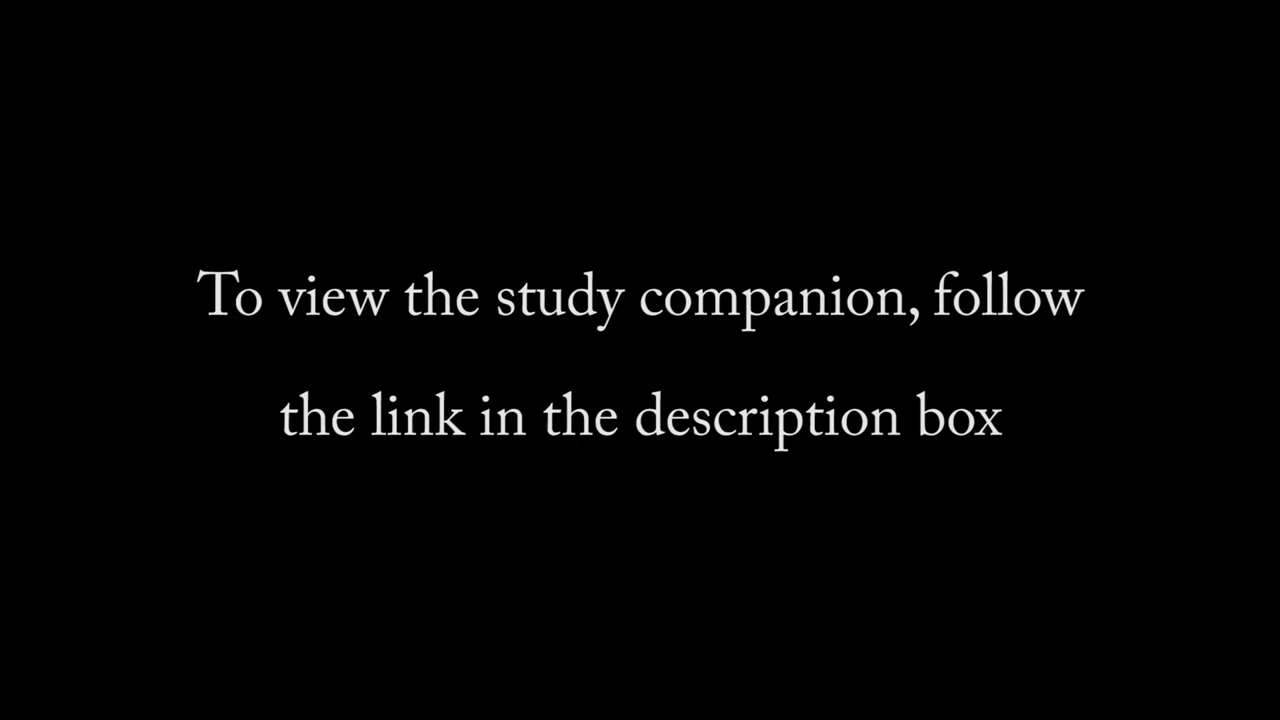 To view the study companion, follow
the link in the description box